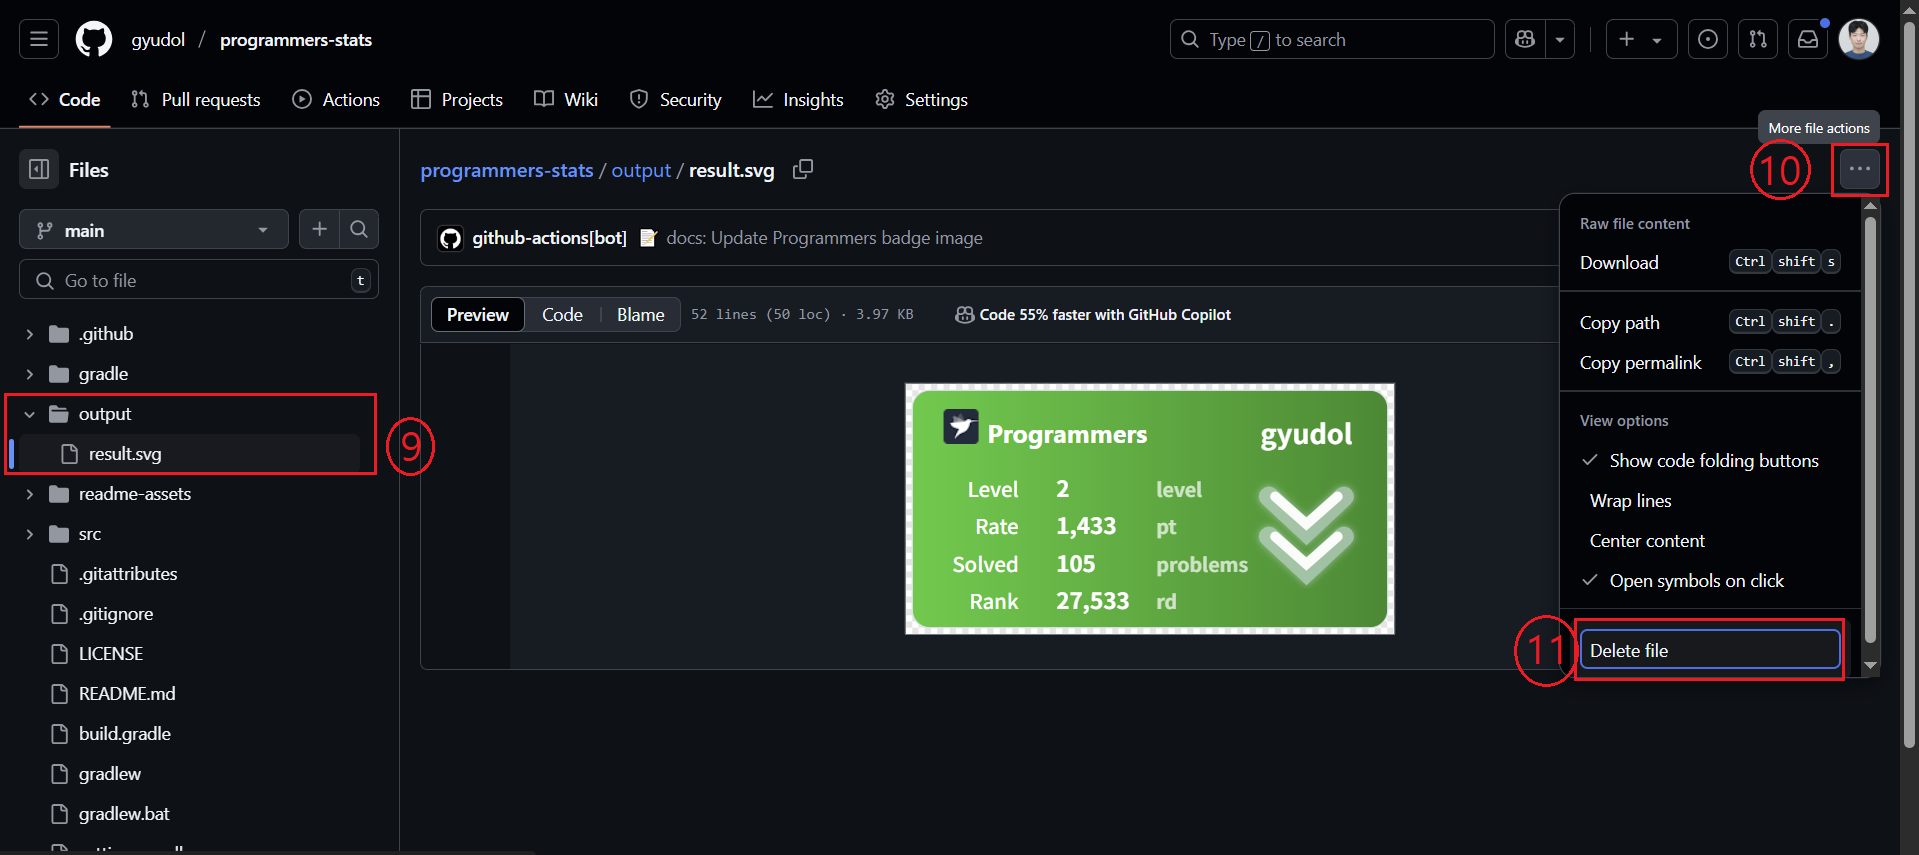 gyudol / programmers-stats
Type / to search
Code
Pull requests
Actions
Projects
Wiki
Security
Insights
Settings
More file actions
Files
programmers-stats / output / result.svg
10
main
github-actions[bot] docs: Update Programmers badge image
Go to file
t
Preview
Code
Blame
52 lines (50 loc) · 3.97 KB
Code 55% faster with GitHub Copilot
.github
gradle
output
result.svg
9
readme-assets
src
.gitattributes
.gitignore
LICENSE
README.md
build.gradle
gradlew
gradlew.bat
Programmers
gyudol
Level 2 level
Rate 1,433 pt
Solved 105 problems
Rank 27,533 rd
Raw file content
Download Ctrl shift s
Copy path Ctrl shift .
Copy permalink Ctrl shift ,
View options
Show code folding buttons
Wrap lines
Center content
Open symbols on click
11
Delete file